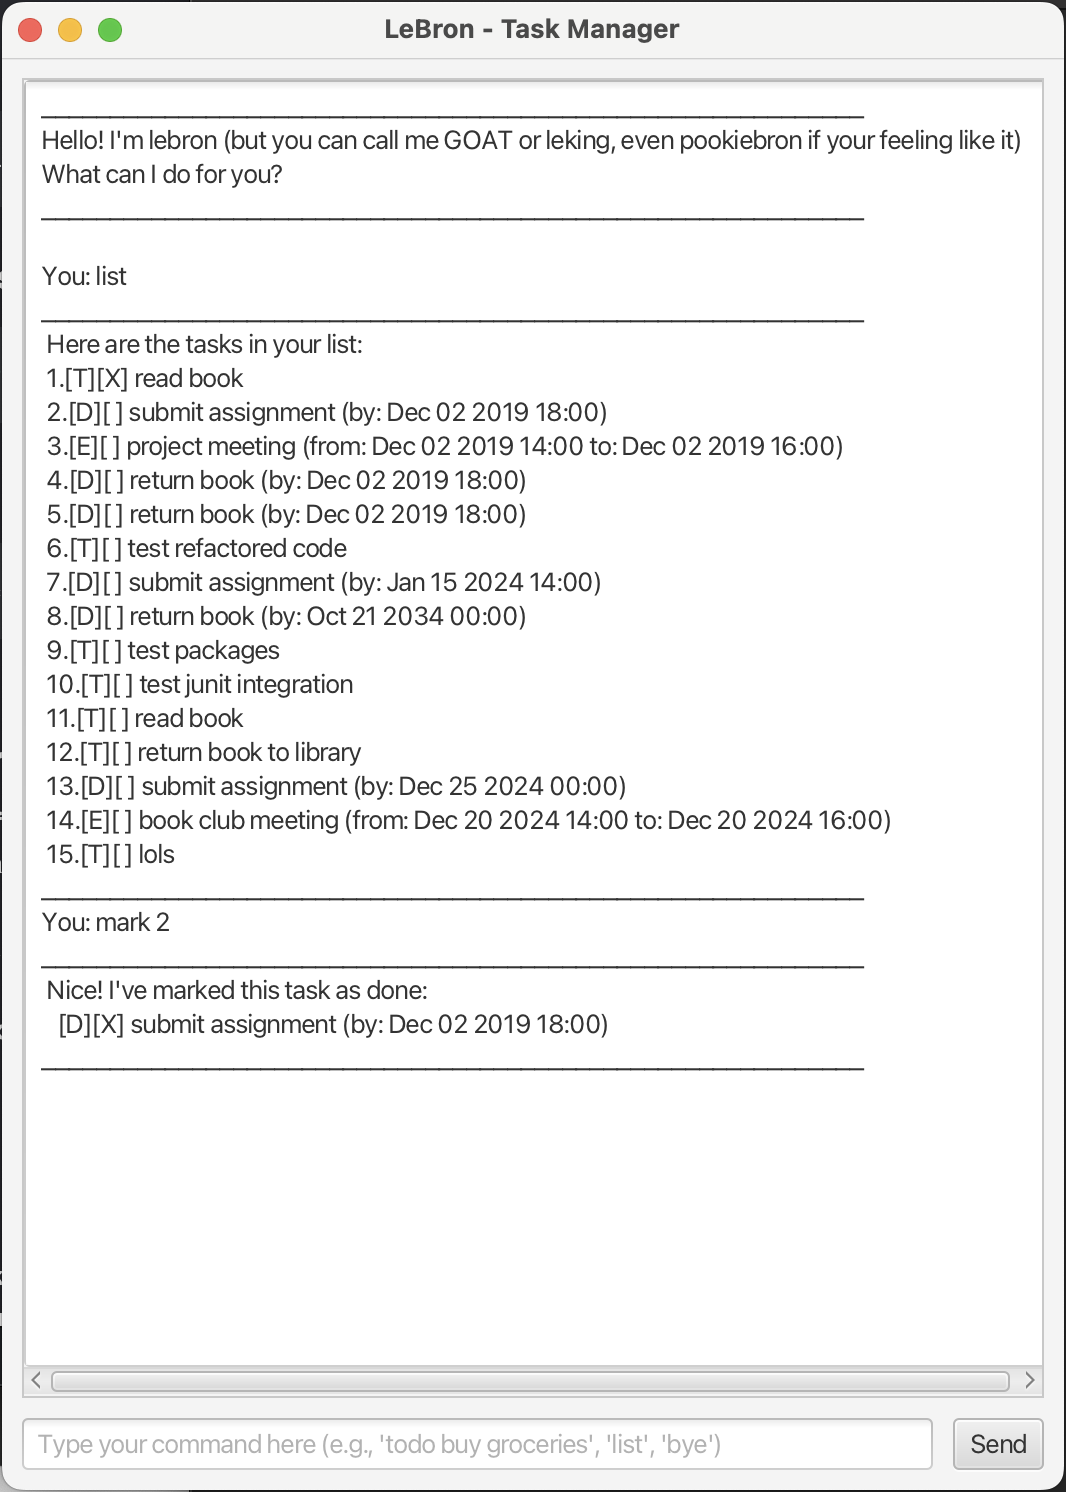 LeBron - Task Manager
____________________________________________________________
Hello! I'm lebron (but you can call me GOAT or leking, even pookiebron if your feeling like it)
What can I do for you?
____________________________________________________________
You: list
____________________________________________________________
Here are the tasks in your list:
1.[T][X] read book
2.[D][ ] submit assignment (by: Dec 02 2019 18:00)
3.[E][ ] project meeting (from: Dec 02 2019 14:00 to: Dec 02 2019 16:00)
4.[D][ ] return book (by: Dec 02 2019 18:00)
5.[D][ ] return book (by: Dec 02 2019 18:00)
6.[T][ ] test refactored code
7.[D][ ] submit assignment (by: Jan 15 2024 14:00)
8.[D][ ] return book (by: Oct 21 2034 00:00)
9.[T][ ] test packages
10.[T][ ] test junit integration
11.[T][ ] read book
12.[T][ ] return book to library
13.[D][ ] submit assignment (by: Dec 25 2024 00:00)
14.[E][ ] book club meeting (from: Dec 20 2024 14:00 to: Dec 20 2024 16:00)
15.[T][ ] lols
____________________________________________________________
You: mark 2
____________________________________________________________
Nice! I've marked this task as done:
[D][X] submit assignment (by: Dec 02 2019 18:00)
____________________________________________________________
Type your command here (e.g., 'todo buy groceries', 'list', 'bye')
Send